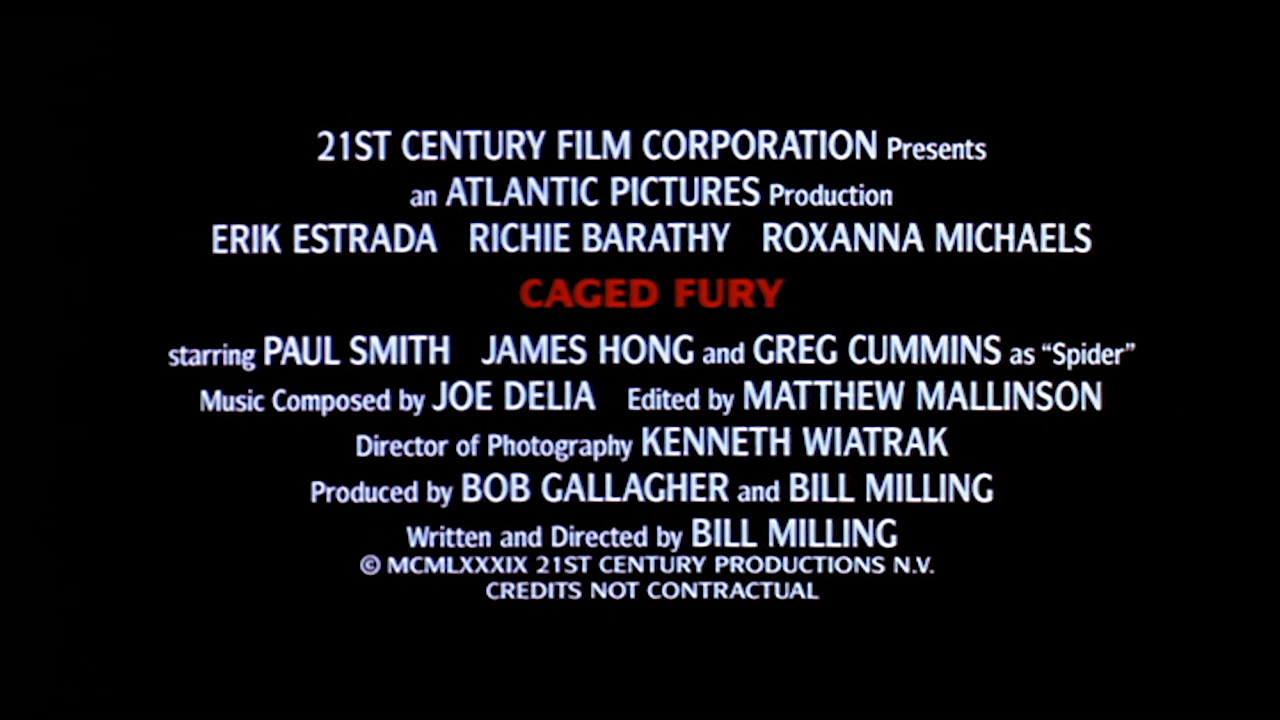 21ST CENTURY FILM CORPORATION Presents
an ATLANTIC PICTURES Production
ERIK ESTRADA RICHIE BARATHY ROXANNA MICHAELS
CAGED FURY
starring PAUL SMITH JAMES HONG and GREG CUMMINS as “Spider”
Music Composed by JOE DELIA Edited by MATTHEW MALLINSON
Director of Photography KENNETH WIATRAK
Produced by BOB GALLAGHER and BILL MILLING
Written and Directed by BILL MILLING
© MCMLXXXIX 21ST CENTURY PRODUCTIONS N.V.
CREDITS NOT CONTRACTUAL